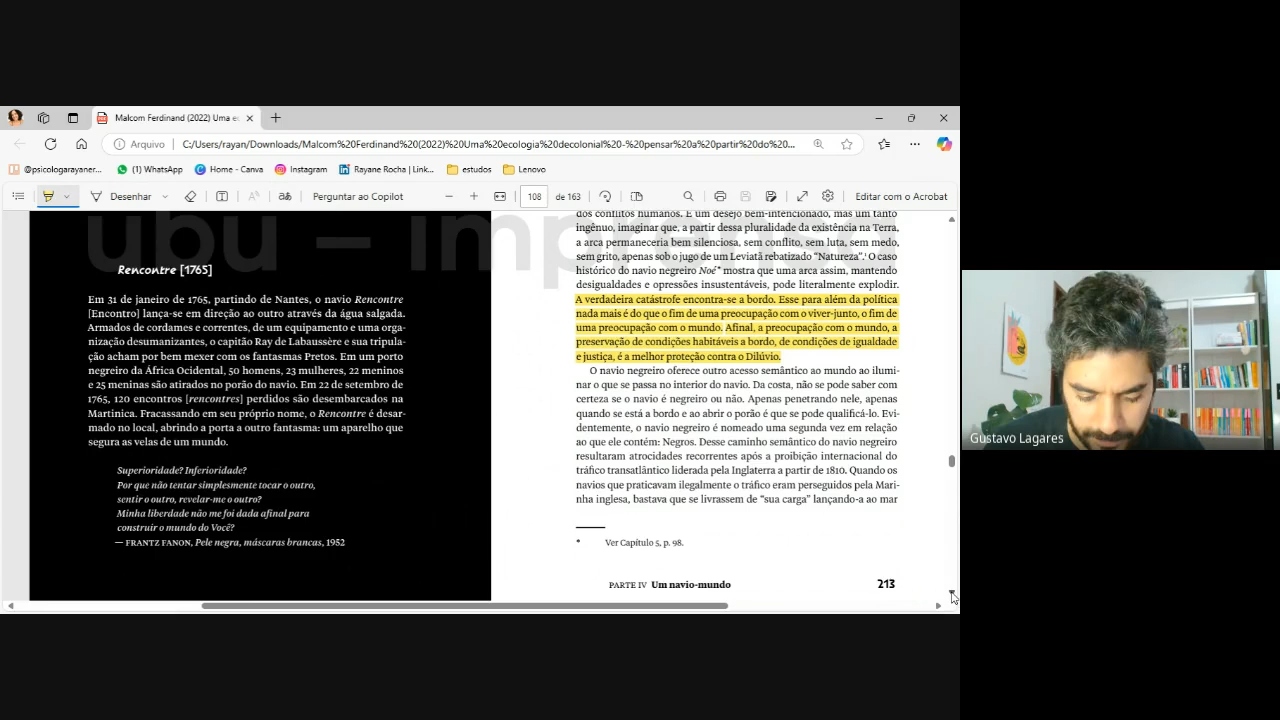 Malcom Ferdinand (2022) Uma ec
Arquivo
C:/Users/rayan/Downloads/Malcom%20Ferdinand%20(2022)%20Uma%20ecologia%20decolonial%20-%20pensar%20a%20partir%20do%20...
@psicologarayaner...
(1) WhatsApp
Home - Canva
Instagram
Rayane Rocha | Link...
estudos
Lenovo
Desenhar
Perguntar ao Copilot
108
de 163
Editar com o Acrobat
ubu – imprensa
Rencontre [1765]
Em 31 de janeiro de 1765, partindo de Nantes, o navio Rencontre
[Encontro] lança-se em direção ao outro através da água salgada.
Armados de cordames e correntes, de um equipamento e uma orga-
nização desumanizantes, o capitão Ray de Labaussère e sua tripula-
ção acham por bem mexer com os fantasmas Pretos. Em um porto
negreiro da África Ocidental, 50 homens, 23 mulheres, 22 meninos
e 25 meninas são atirados no porão do navio. Em 22 de setembro de
1765, 120 encontros [rencontres] perdidos são desembarcados na
Martinica. Fracassando em seu próprio nome, o Rencontre é desar-
mado no local, abrindo a porta a outro fantasma: um aparelho que
segura as velas de um mundo.
Superioridade? Inferioridade?
Por que não tentar simplesmente tocar o outro,
sentir o outro, revelar-me o outro?
Minha liberdade não me foi dada afinal para
construir o mundo do Você?
— FRANTZ FANON, Pele negra, máscaras brancas, 1952
dos conflitos humanos. É um desejo bem-intencionado, mas um tanto
ingênuo, imaginar que, a partir dessa pluralidade da existência na Terra,
a arca permaneceria bem silenciosa, sem conflito, sem luta, sem medo,
sem grito, apenas sob o jugo de um Leviatã rebatizado “Natureza”.¹ O caso
histórico do navio negreiro Noé* mostra que uma arca assim, mantendo
desigualdades e opressões insustentáveis, pode literalmente explodir.
A verdadeira catástrofe encontra-se a bordo. Esse para além da política
nada mais é do que o fim de uma preocupação com o viver-junto, o fim de
uma preocupação com o mundo. Afinal, a preocupação com o mundo, a
preservação de condições habitáveis a bordo, de condições de igualdade
e justiça, é a melhor proteção contra o Dilúvio.
O navio negreiro oferece outro acesso semântico ao mundo ao ilumi-
nar o que se passa no interior do navio. Da costa, não se pode saber com
certeza se o navio é negreiro ou não. Apenas penetrando nele, apenas
quando se está a bordo e ao abrir o porão é que se pode qualificá-lo. Evi-
dentemente, o navio negreiro é nomeado uma segunda vez em relação
ao que ele contém: Negros. Desse caminho semântico do navio negreiro
resultaram atrocidades recorrentes após a proibição internacional do
tráfico transatlântico liderada pela Inglaterra a partir de 1810. Quando os
navios que praticavam ilegalmente o tráfico eram perseguidos pela Mari-
nha inglesa, bastava que se livrassem de “sua carga” lançando-a ao mar
* Ver Capítulo 5, p. 98.
PARTE IV Um navio-mundo 213
Gustavo Lagares